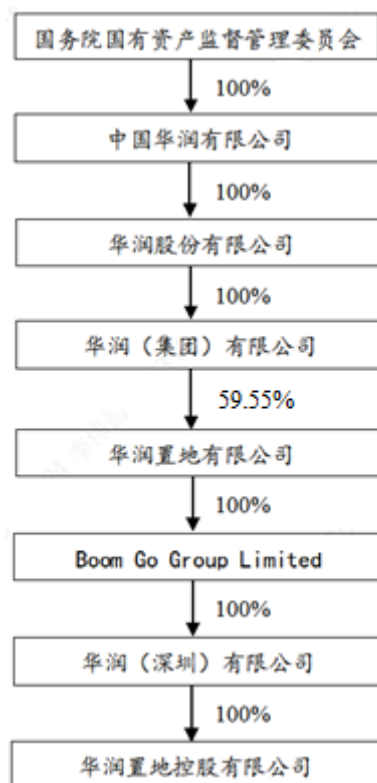 国务院国有资产监督管理委员会
100%
中国华润有限公司
100%
华润股份有限公司
100%
华润（集团）有限公司
59.55%
华润置地有限公司
100%
Boom Go Group Limited
100%
华润（深圳）有限公司
100%
华润置地控股有限公司